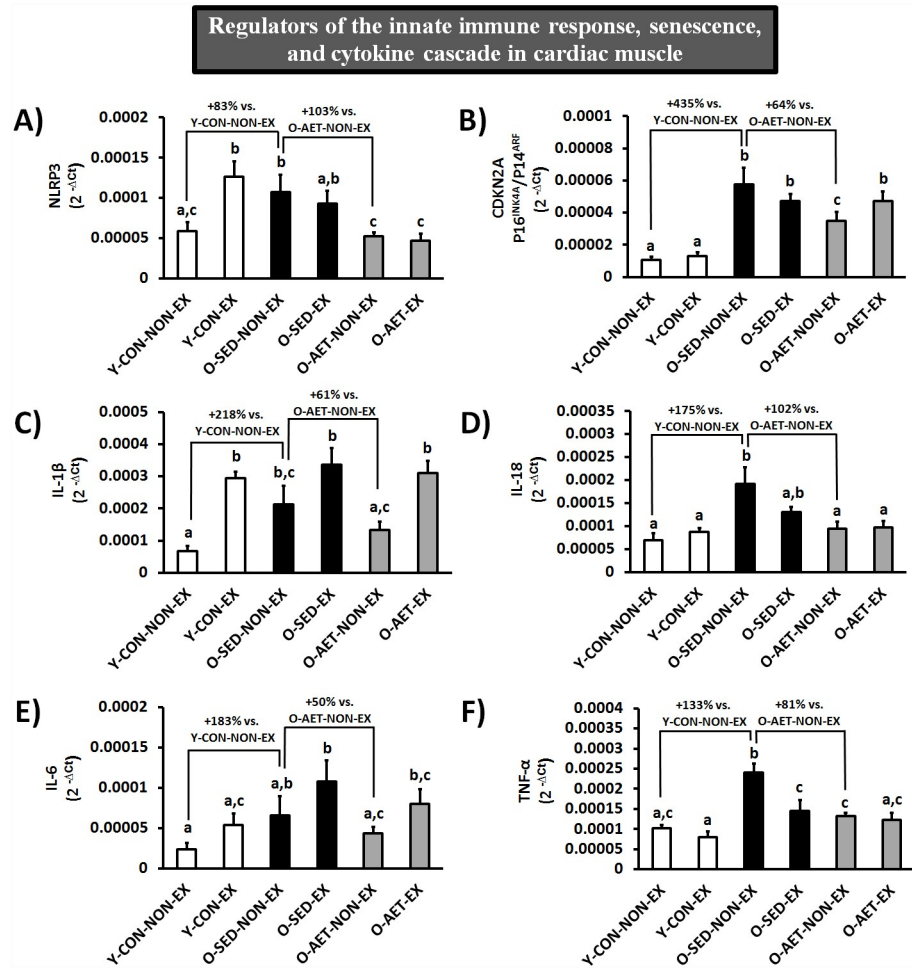 Regulators of the innate immune response, senescence,
and cytokine cascade in cardiac muscle
A)
NLRP3
(2 -ΔCt)
0.0002
0.00015
0.0001
0.00005
0
+83% vs.
Y-CON-NON-EX
+103% vs.
O-AET-NON-EX
a,c
b
b
a,b
c
c
Y-CON-NON-EX
Y-CON-EX
O-SED-NON-EX
O-SED-EX
O-AET-NON-EX
O-AET-EX
B)
CDKN2A
P16INK4A/P14ARF
(2 -ΔCt)
0.0001
0.00008
0.00006
0.00004
0.00002
0
+435% vs.
Y-CON-NON-EX
+64% vs.
O-AET-NON-EX
a
a
b
b
c
b
Y-CON-NON-EX
Y-CON-EX
O-SED-NON-EX
O-SED-EX
O-AET-NON-EX
O-AET-EX
C)
IL-1β
(2 -ΔCt)
0.0005
0.0004
0.0003
0.0002
0.0001
0
+218% vs.
Y-CON-NON-EX
+61% vs.
O-AET-NON-EX
a
b
b,c
b
a,c
b
Y-CON-NON-EX
Y-CON-EX
O-SED-NON-EX
O-SED-EX
O-AET-NON-EX
O-AET-EX
D)
IL-18
(2 -ΔCt)
0.00035
0.0003
0.00025
0.0002
0.00015
0.0001
0.00005
0
+175% vs.
Y-CON-NON-EX
+102% vs.
O-AET-NON-EX
a
a
b
a,b
a
a
Y-CON-NON-EX
Y-CON-EX
O-SED-NON-EX
O-SED-EX
O-AET-NON-EX
O-AET-EX
E)
IL-6
(2 -ΔCt)
0.0002
0.00015
0.0001
0.00005
0
+183% vs.
Y-CON-NON-EX
+50% vs.
O-AET-NON-EX
a
a,c
a,b
b
a,c
b,c
Y-CON-NON-EX
Y-CON-EX
O-SED-NON-EX
O-SED-EX
O-AET-NON-EX
O-AET-EX
F)
TNF-α
(2 -ΔCt)
0.0004
0.00035
0.0003
0.00025
0.0002
0.00015
0.0001
0.00005
0
+133% vs.
Y-CON-NON-EX
+81% vs.
O-AET-NON-EX
a,c
a
b
c
c
a,c
Y-CON-NON-EX
Y-CON-EX
O-SED-NON-EX
O-SED-EX
O-AET-NON-EX
O-AET-EX